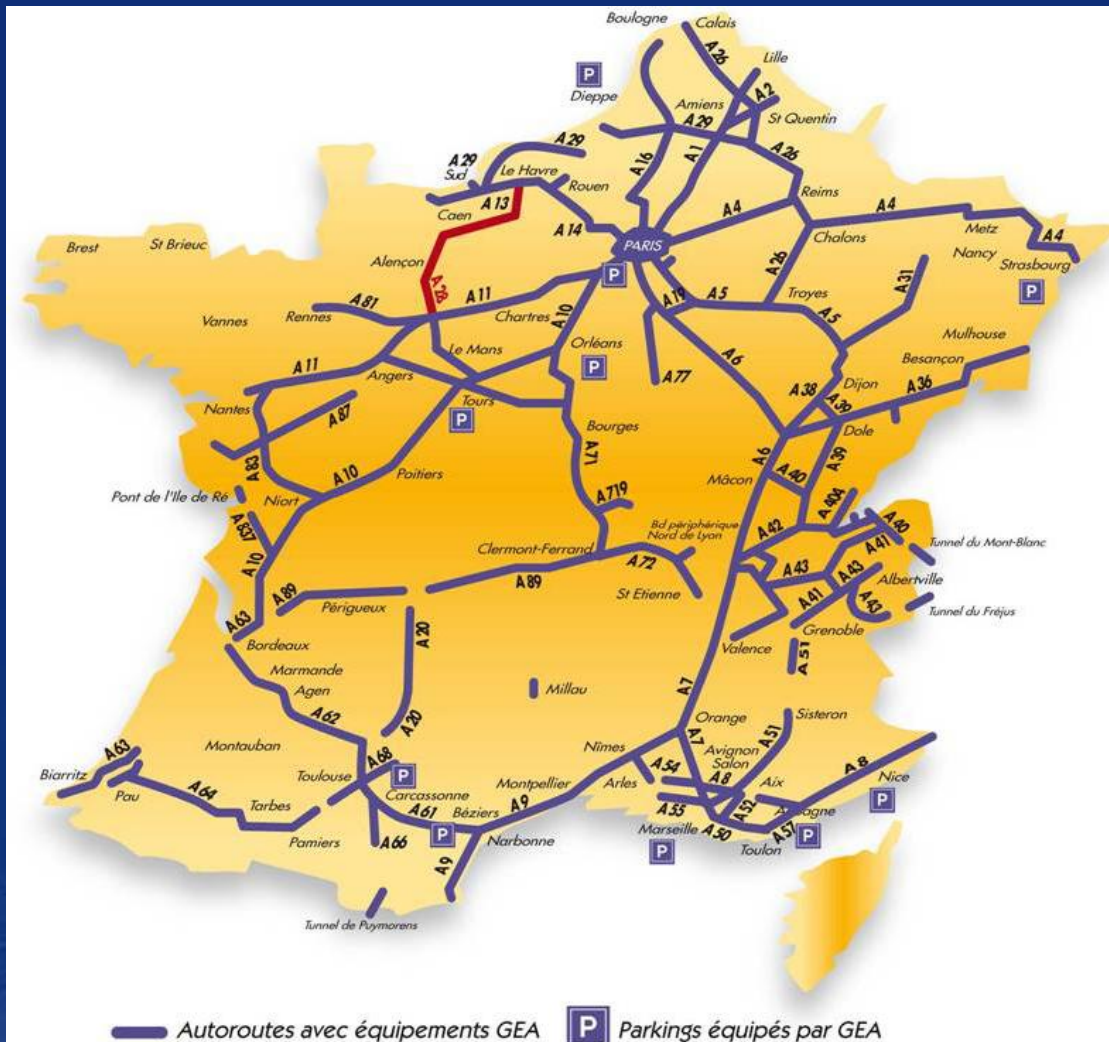 Boulogne
Calais
A26
Lille
P
Dieppe
A2
Amiens
St Quentin
A29
A16
A1
A26
A29
A29
Sud
Le Havre
Rouen
Reims
A13
Caen
A14
A4
A4
PARIS
Chalons
Metz
A4
Nancy
Strasbourg
P
Brest
St Brieuc
Alençon
A28
P
A26
A31
A81
A11
Rennes
Vannes
Chartres
A10
A19
A5
Troyes
A5
Mulhouse
Le Mans
Orléans
P
A6
Besançon
A77
A11
Angers
A38
Dijon
A36
Nantes
A87
Tours
P
A39
Dole
Bourges
A83
A71
A6
A39
A10
Poitiers
Mâcon
A40
Pont de l'Ile de Ré
Niort
A719
A404
A837
Bd périphérique
Nord de Lyon
A42
A40
A10
Clermont-Ferrand
A41
Tunnel du Mont-Blanc
A72
A89
A43
A43
Albertville
A89
St Etienne
A41
A43
Périgueux
Tunnel du Fréjus
A63
Grenoble
Bordeaux
A20
Valence
A51
Marmande
Agen
Millau
A7
A62
A20
Orange
Sisteron
A51
Montauban
A7
A63
A68
Nîmes
Avignon
Biarritz
Toulouse
P
Salon
A54
A8
Aix
A8
Pau
Montpellier
Arles
Nice
A64
Carcassonne
A9
A55
A52
P
Tarbes
A61
Béziers
Aubagne
Pamiers
A66
P
Narbonne
Marseille
A50
A57
P
P
Toulon
A9
Tunnel de Puymorens
Autoroutes avec équipements GEA
P
Parkings équipés par GEA